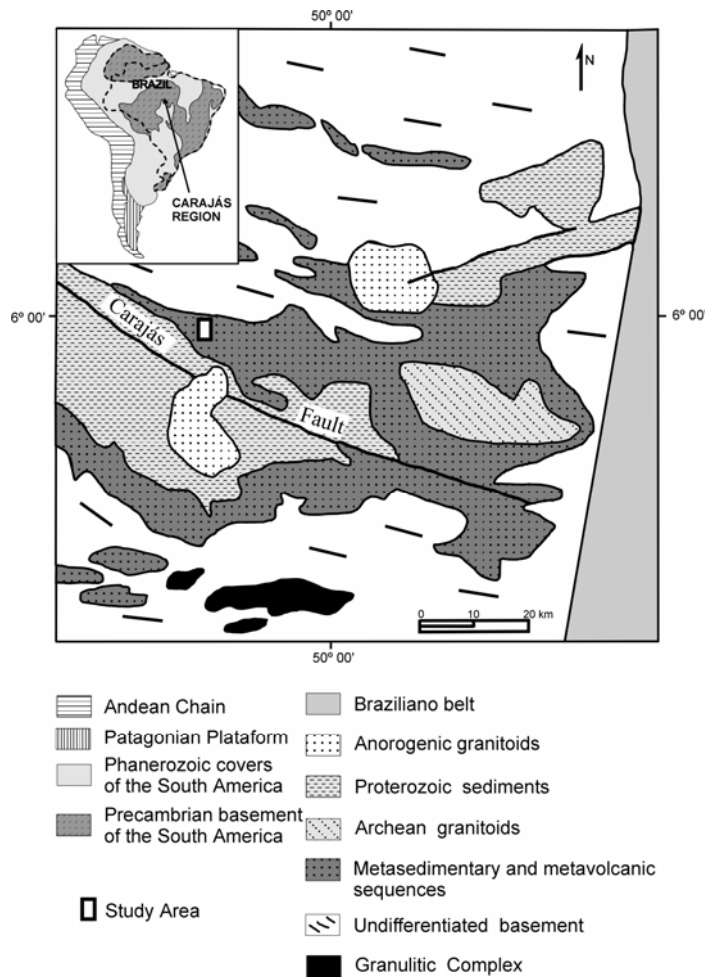 50º 00'
BRAZIL
CARAJÁS
REGION
N
6º 00'
6º 00'
Carajás
Fault
0 10 20 km
50º 00'
Andean Chain
Patagonian Plataform
Phanerozoic covers
of the South America
Precambrian basement
of the South America
Study Area
Braziliano belt
Anorogenic granitoids
Proterozoic sediments
Archean granitoids
Metasedimentary and metavolcanic
sequences
Undifferentiated basement
Granulitic Complex